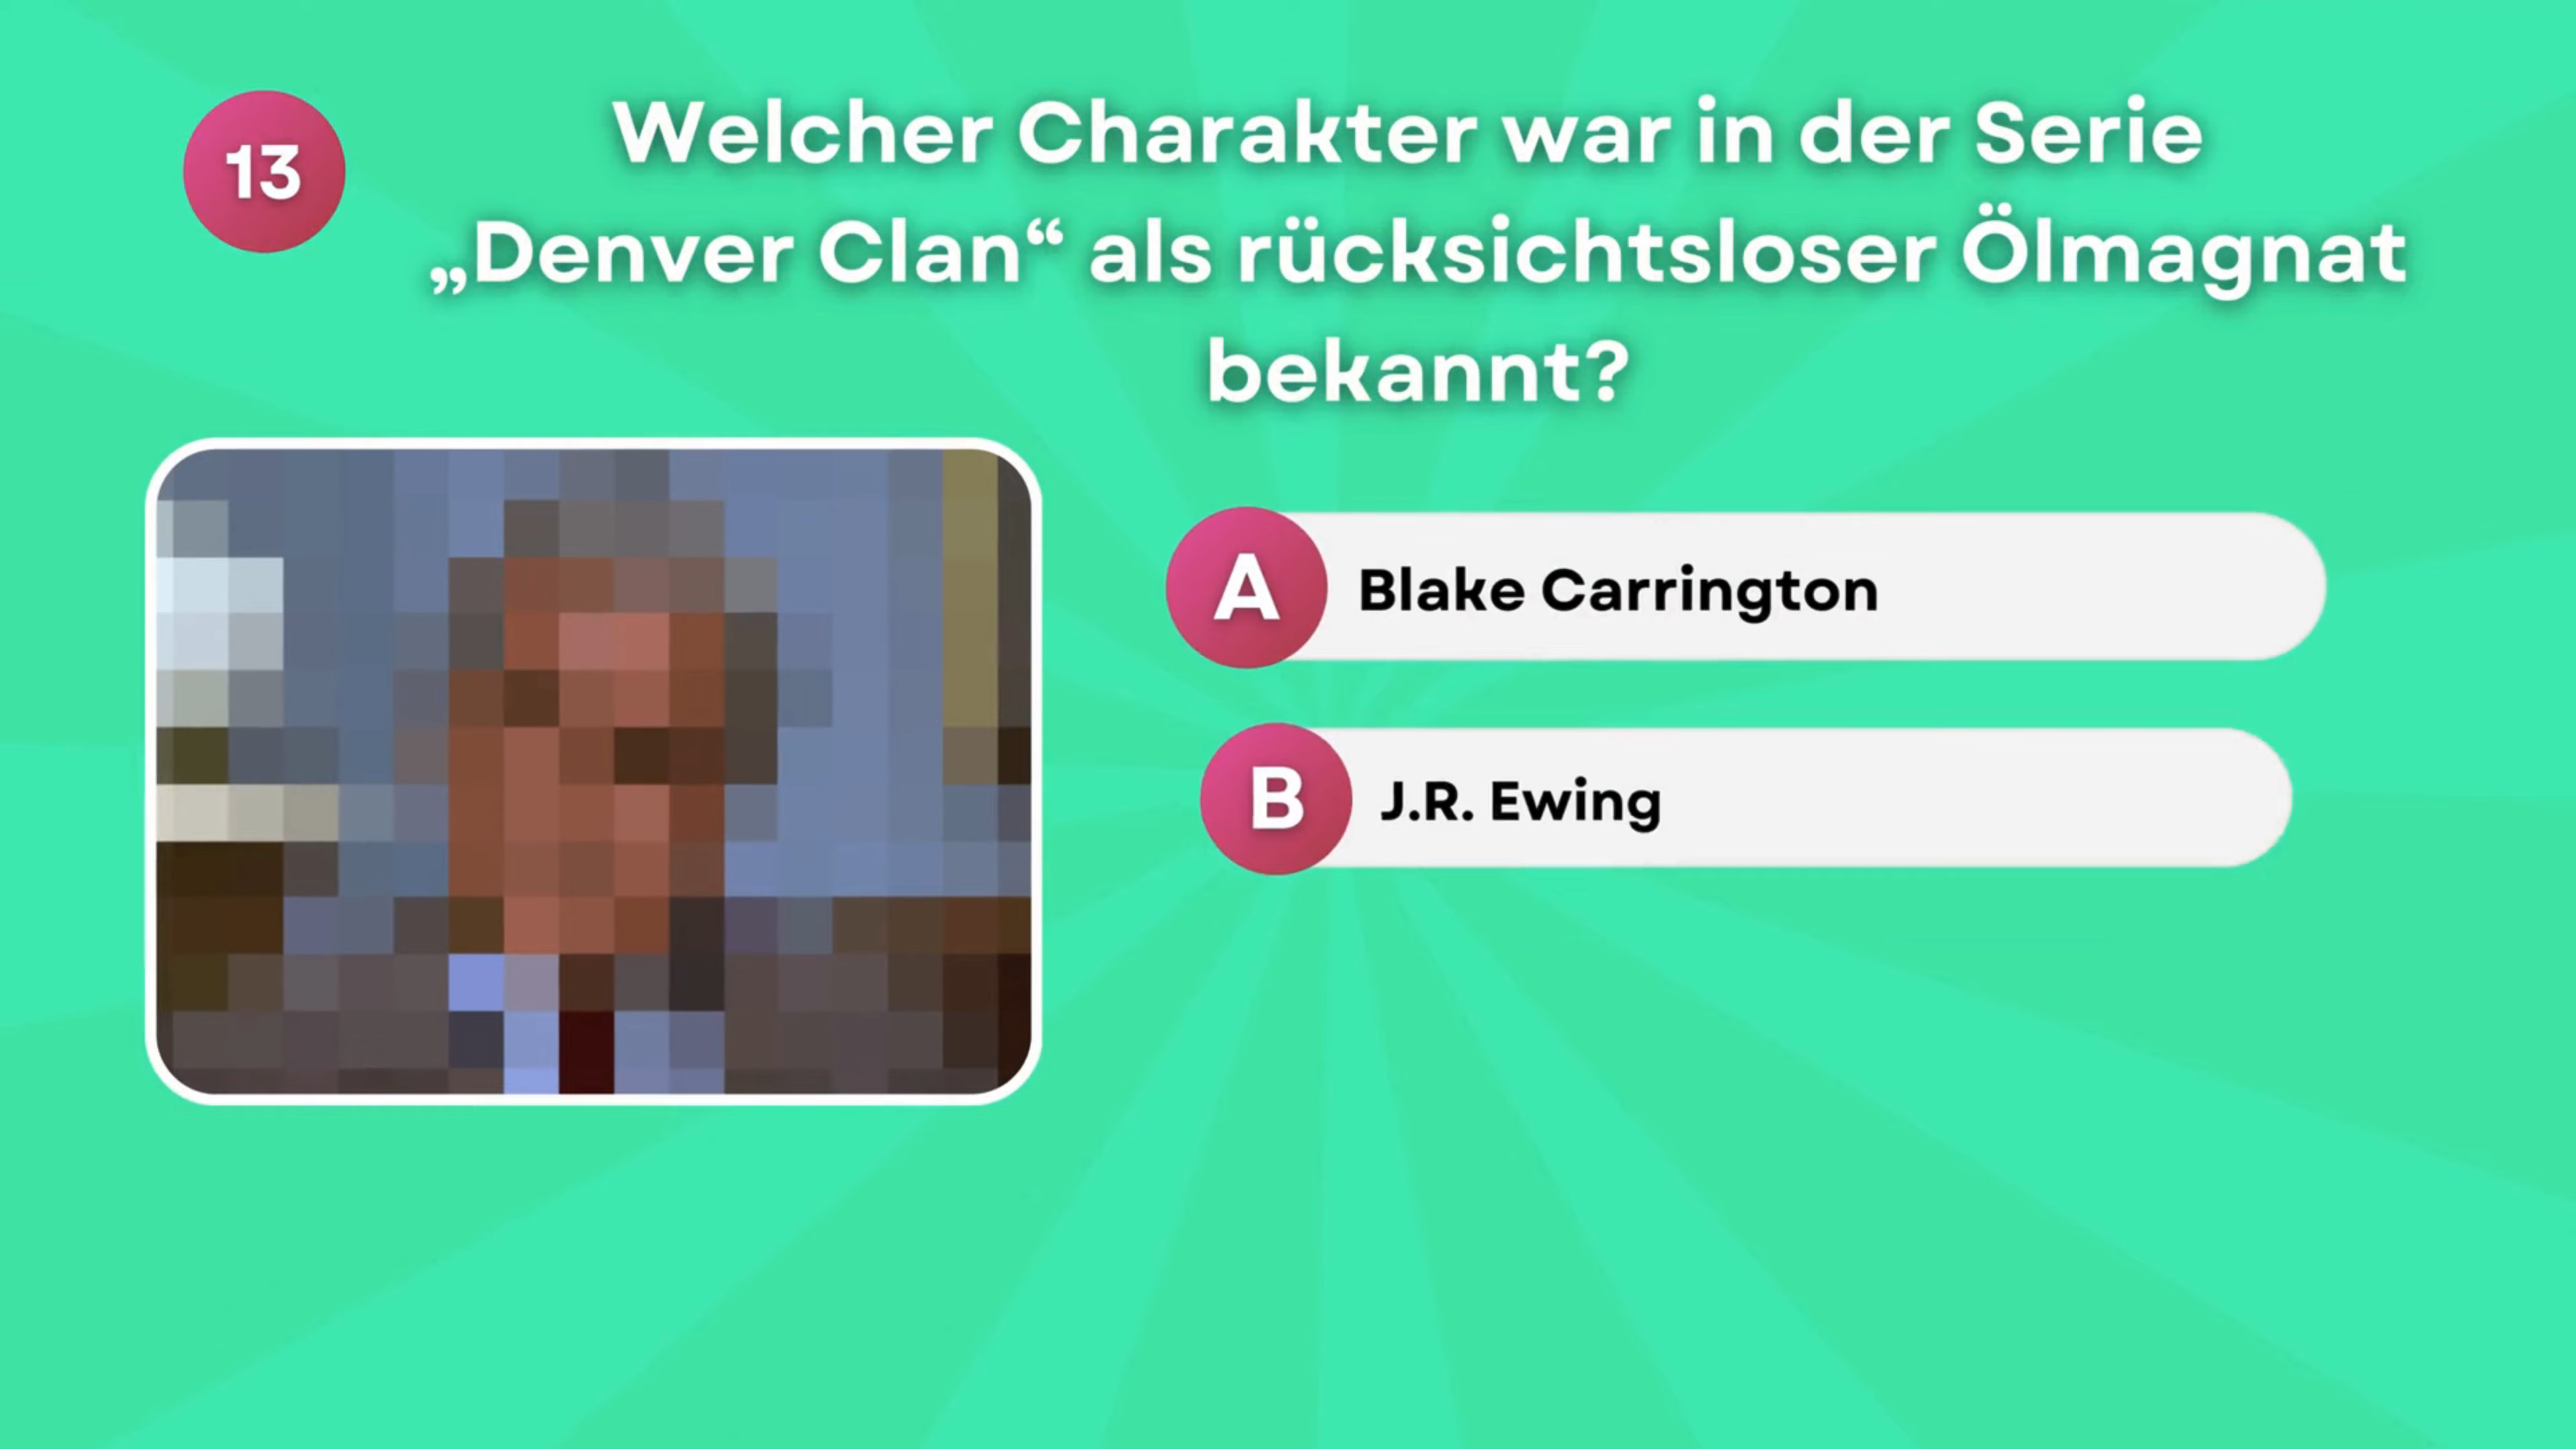 13
Welcher Charakter war in der Serie
„Denver Clan“ als rücksichtsloser Ölmagnat
bekannt?
A Blake Carrington
B J.R. Ewing